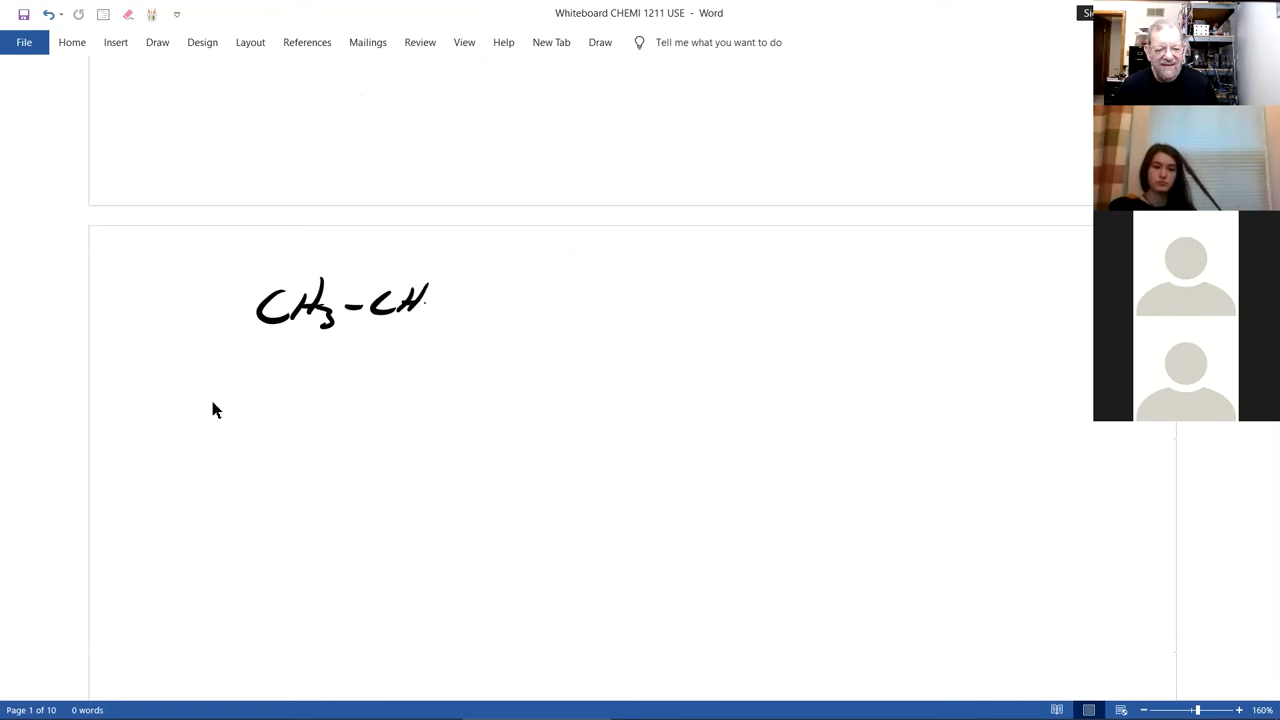 Whiteboard CHEMI 1211 USE - Word
File Home Insert Draw Design Layout References Mailings Review View Help New Tab Draw Tell me what you want to do
CH3-CH
Page 1 of 10 0 words 160%